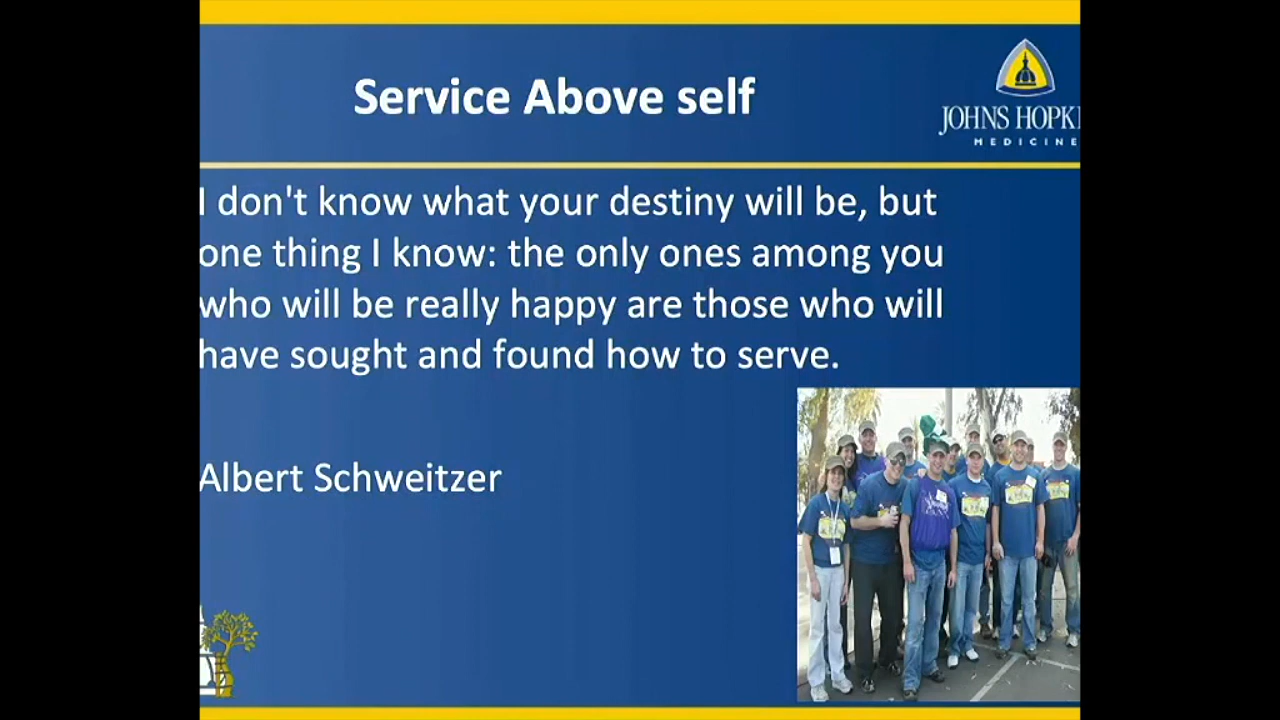 Service Above self
JOHNS HOPKI
MEDICINE
I don't know what your destiny will be, but
one thing I know: the only ones among you
who will be really happy are those who will
have sought and found how to serve.
Albert Schweitzer